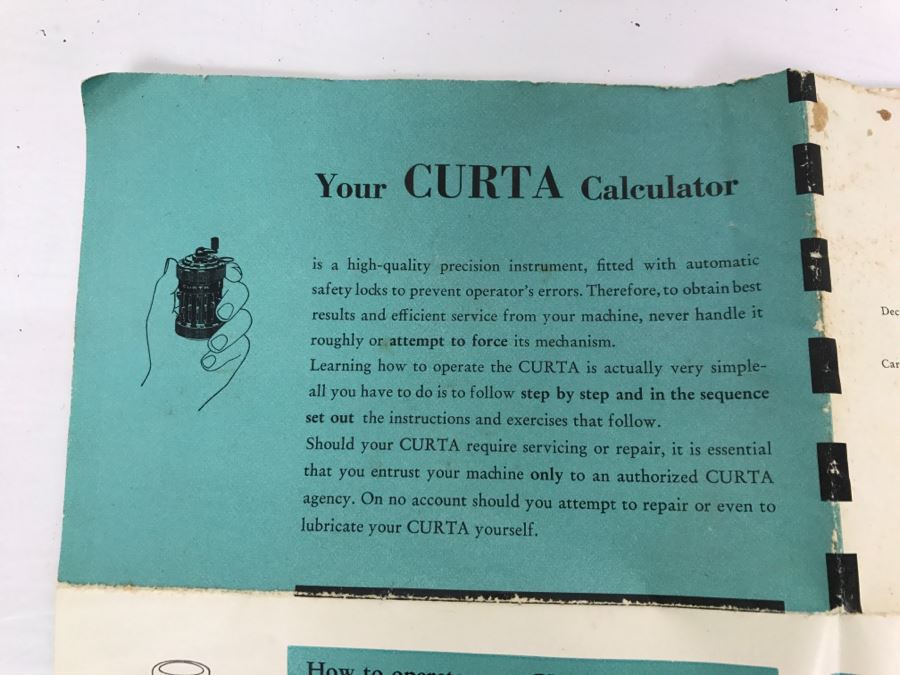 Your CURTA Calculator
CURTA
is a high-quality precision instrument, fitted with automatic
safety locks to prevent operator's errors. Therefore, to obtain best
results and efficient service from your machine, never handle it
roughly or attempt to force its mechanism.
Learning how to operate the CURTA is actually very simple-
all you have to do is to follow step by step and in the sequence
set out the instructions and exercises that follow.
Should your CURTA require servicing or repair, it is essential
that you entrust your machine only to an authorized CURTA
agency. On no account should you attempt to repair or even to
lubricate your CURTA yourself.
Dec
Car
How to operat